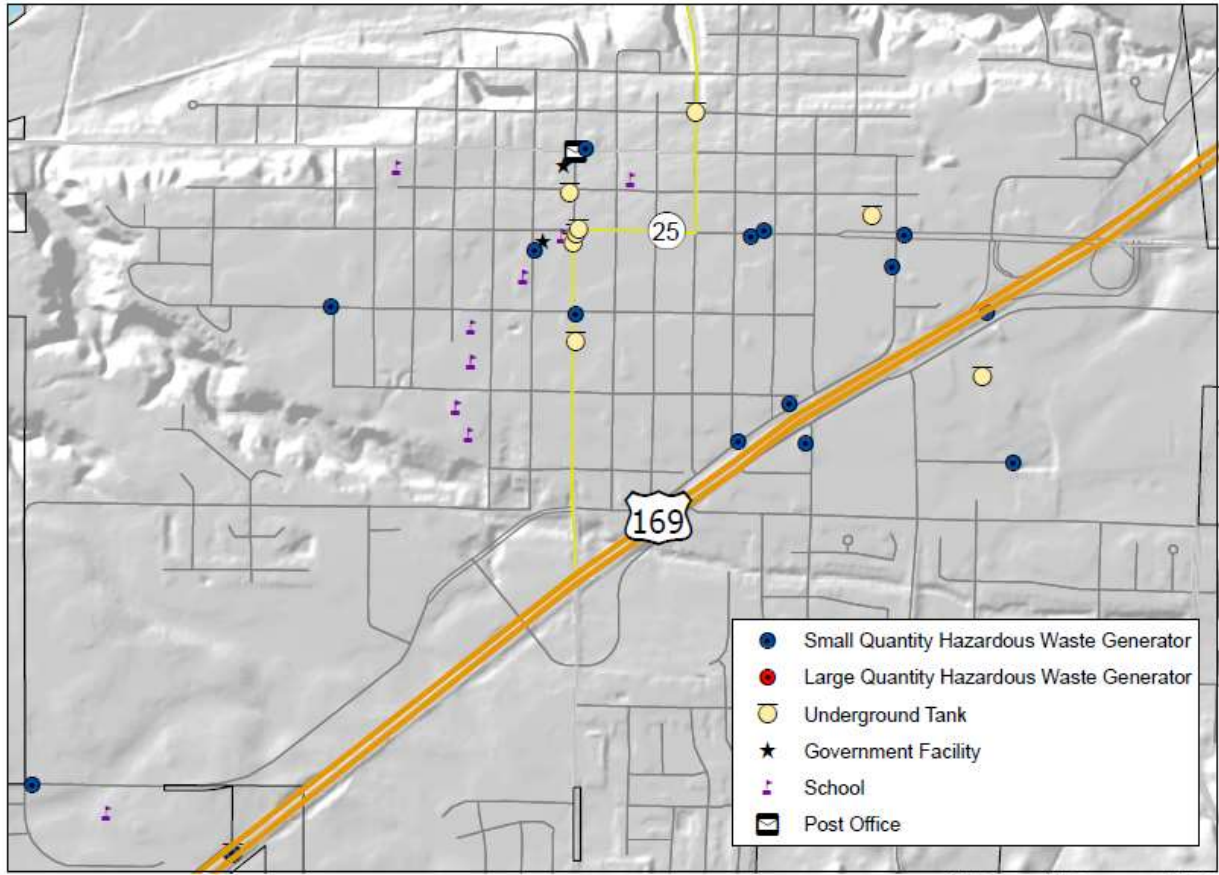 25
169
Small Quantity Hazardous Waste Generator
Large Quantity Hazardous Waste Generator
Underground Tank
Government Facility
School
Post Office